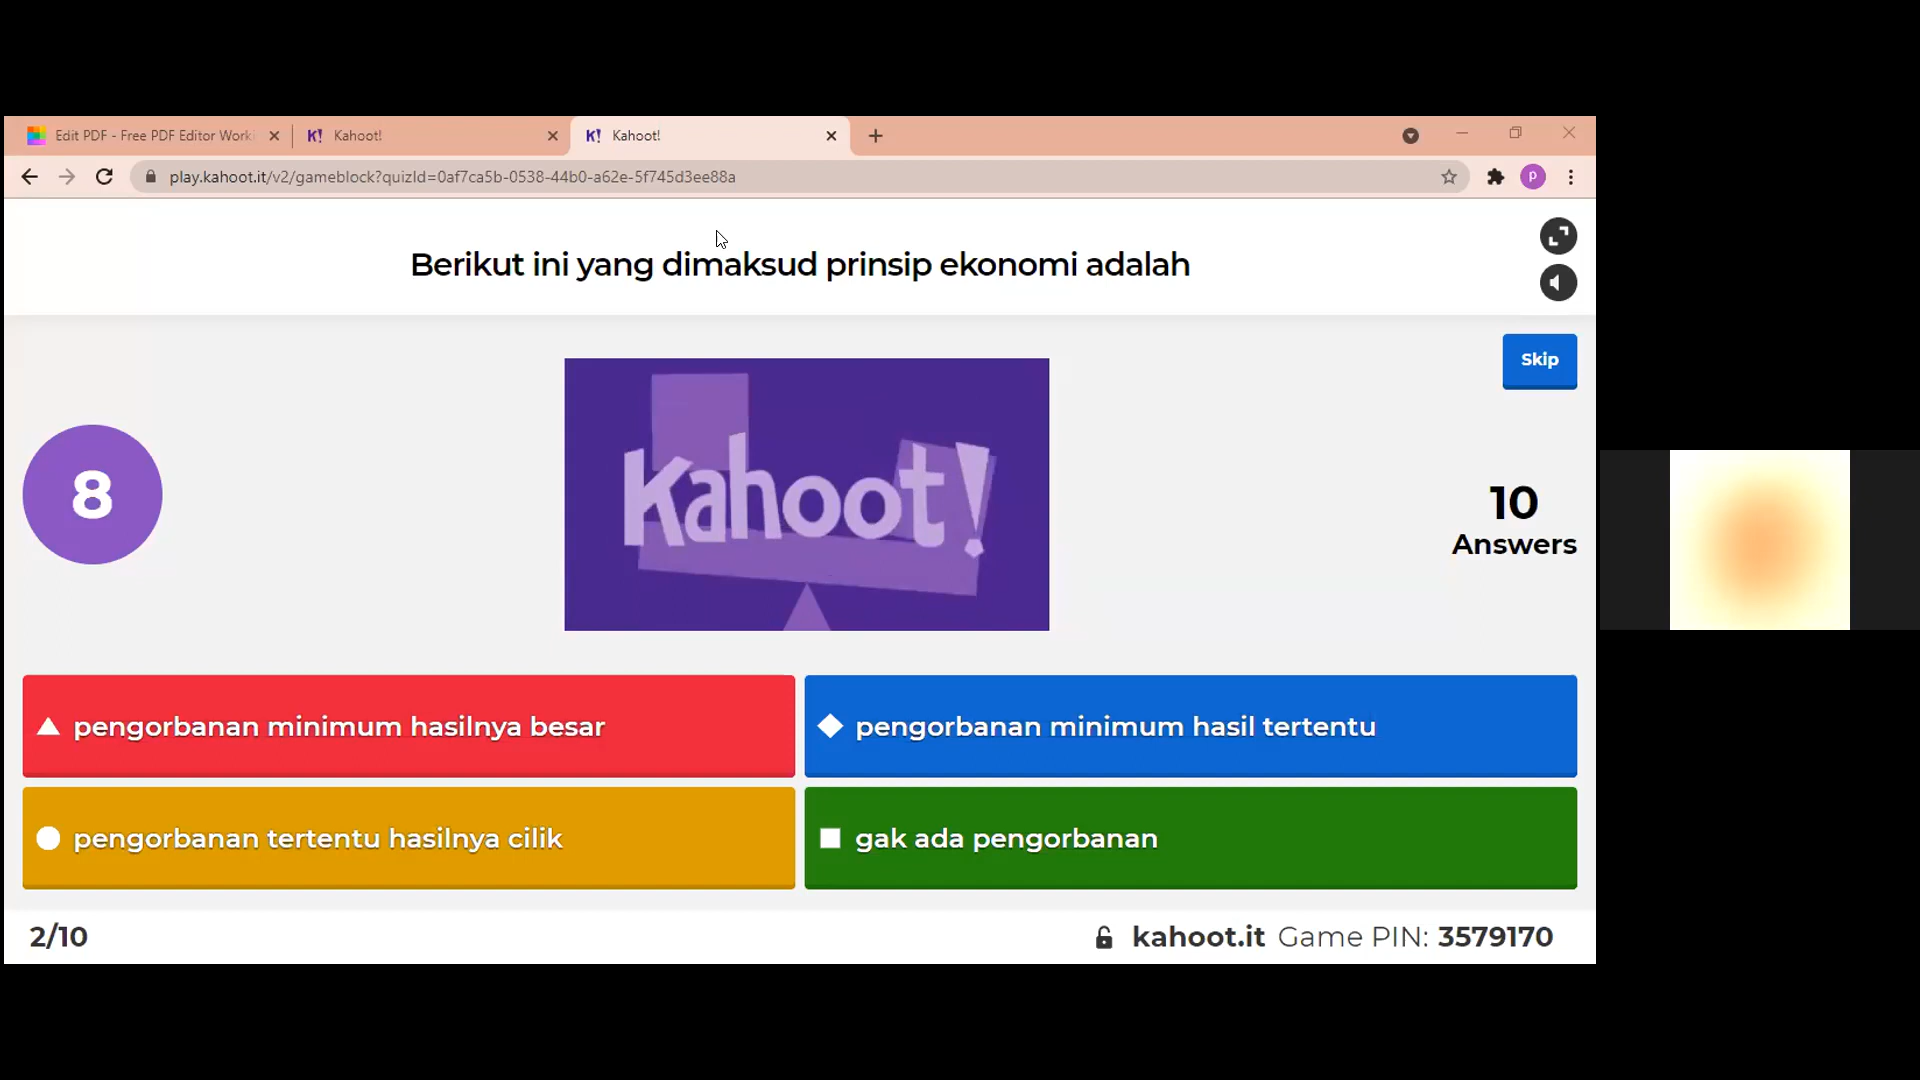 Edit PDF - Free PDF Editor Worki
K! Kahoot!
K! Kahoot!
play.kahoot.it/v2/gameblock?quizId=0af7ca5b-0538-44b0-a62e-5f745d3ee88a
P
Berikut ini yang dimaksud prinsip ekonomi adalah
Skip
8
Kahoot!
10
Answers
pengorbanan minimum hasilnya besar
pengorbanan minimum hasil tertentu
pengorbanan tertentu hasilnya cilik
gak ada pengorbanan
2/10
kahoot.it Game PIN: 3579170